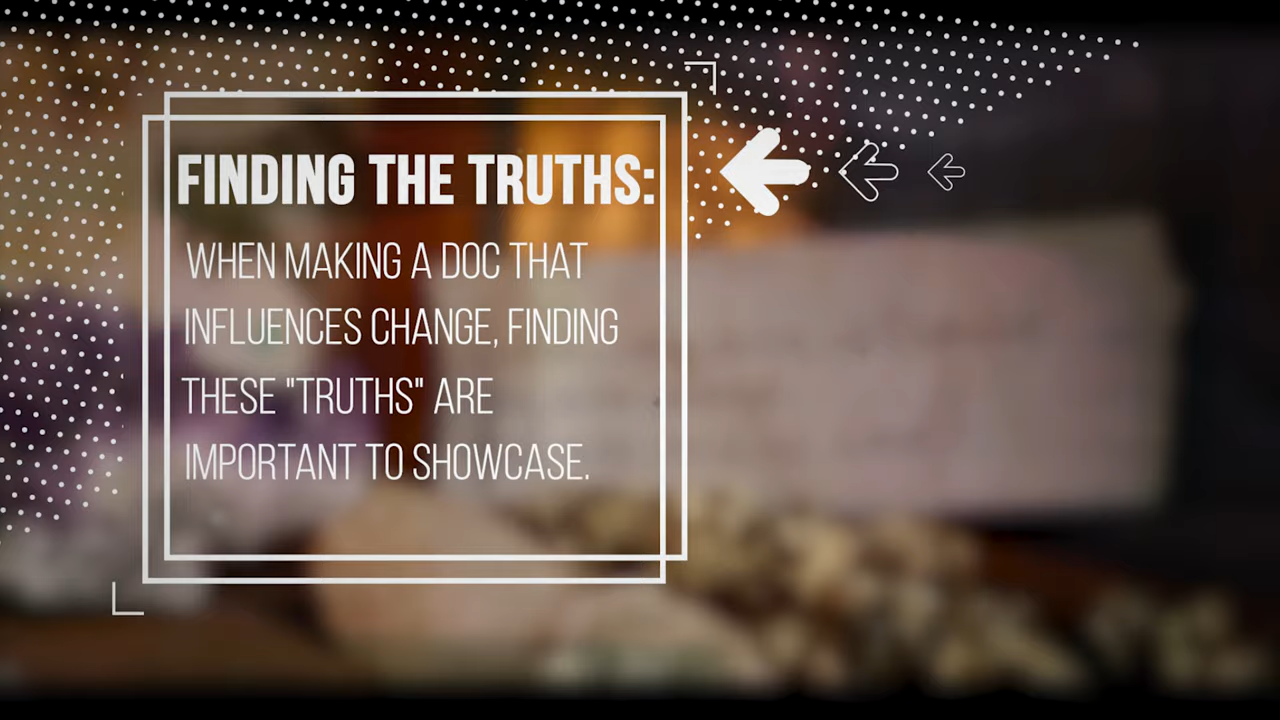 FINDING THE TRUTHS:
WHEN MAKING A DOC THAT
INFLUENCES CHANGE, FINDING
THESE "TRUTHS" ARE
IMPORTANT TO SHOWCASE.